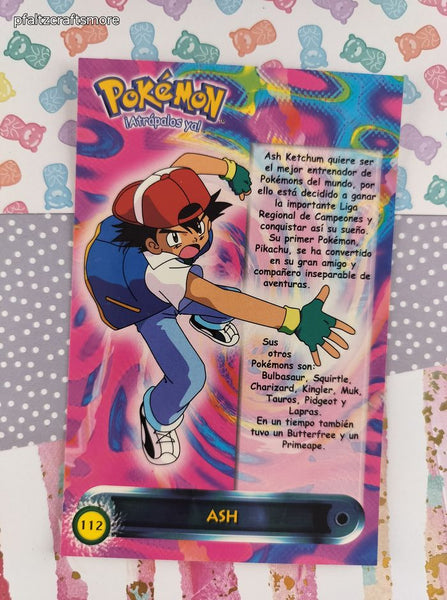 pfaltzcraftsmore
POKéMON
¡Atrápalos ya!
Ash Ketchum quiere ser
el mejor entrenador de
Pokémons del mundo, por
ello está decidido a ganar
la importante Liga
Regional de Campeones y
conquistar así su sueño.
Su primer Pokémon,
Pikachu, se ha convertido
en su gran amigo y
compañero inseparable de
aventuras.
Sus
otros
Pokémons son:
Bulbasaur, Squirtle,
Charizard, Kingler, Muk,
Tauros, Pidgeot y
Lapras.
En un tiempo también
tuvo un Butterfree y un
Primeape.
112
ASH